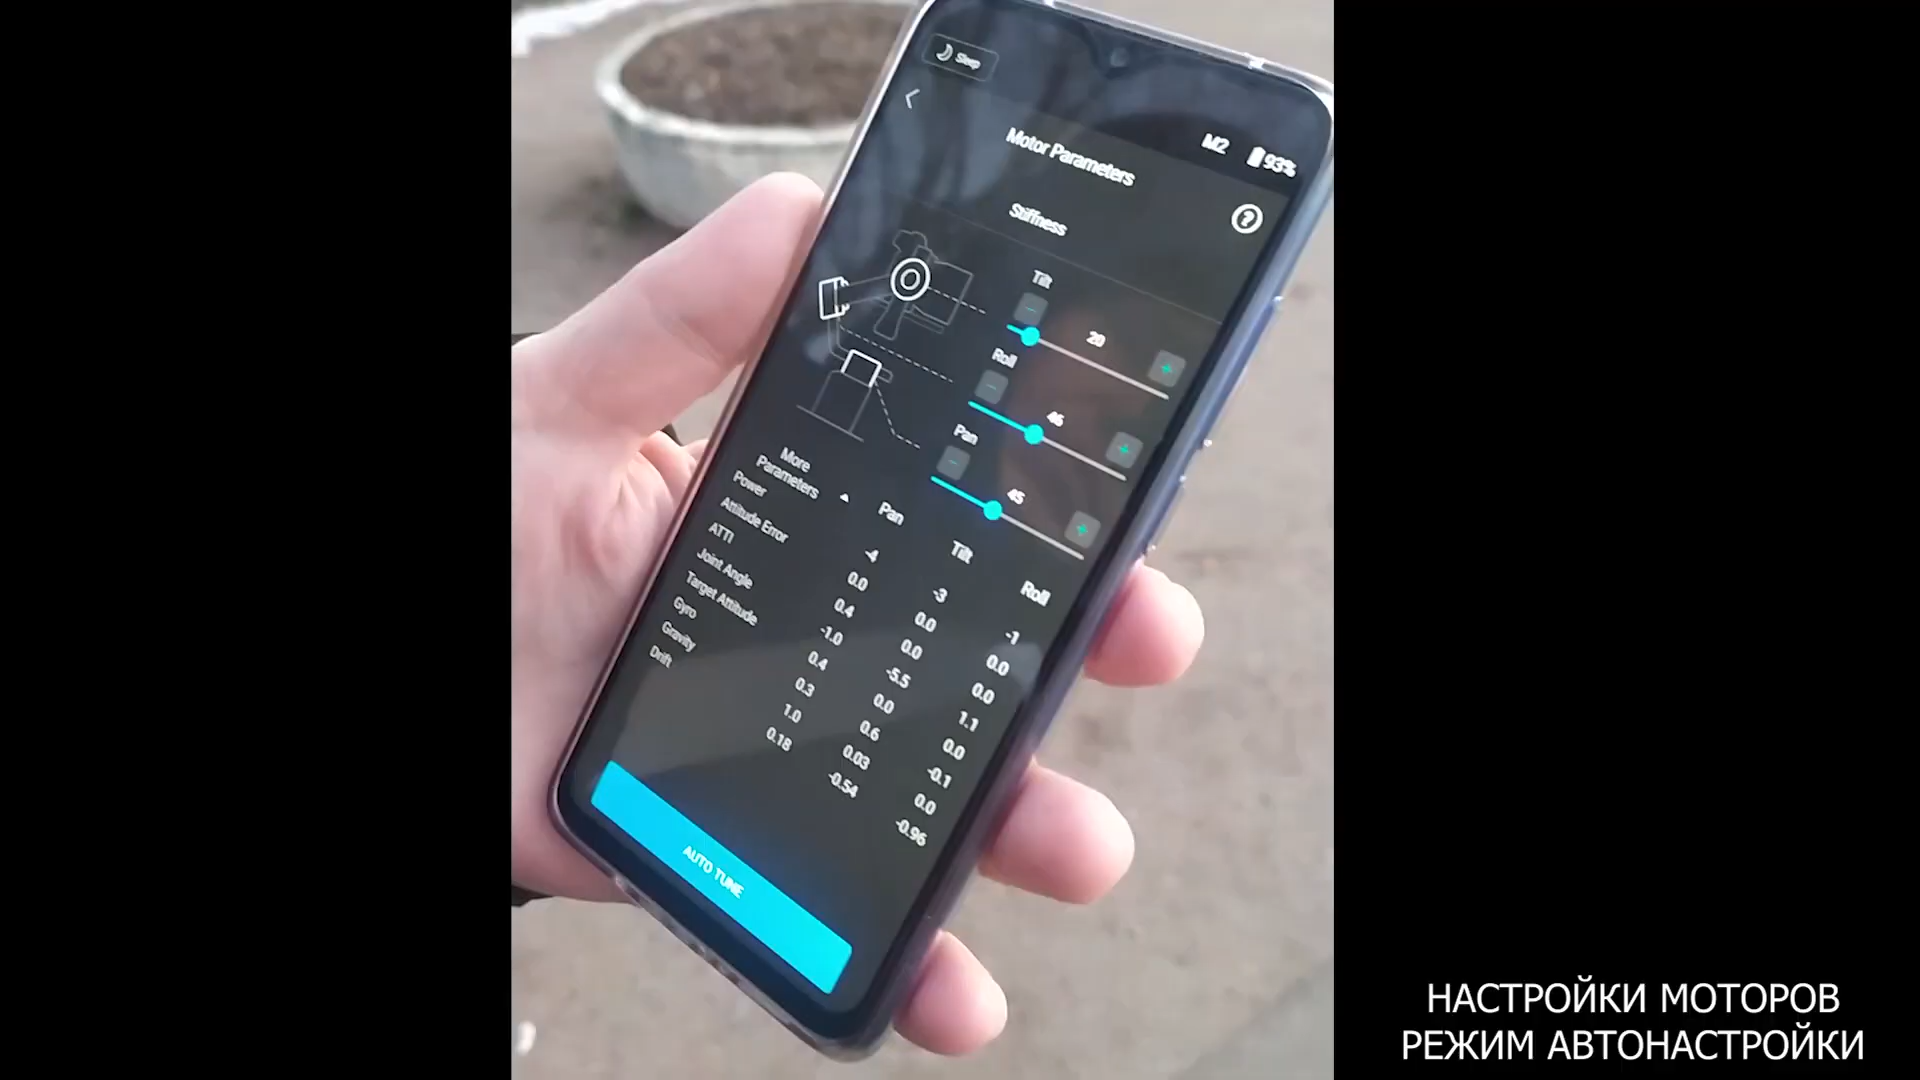 Sleep
M2 93%
Motor Parameters
Stiffness
Tilt
20
Roll
46
Pan
45
More
Parameters
Pan Tilt Roll
Power -4 -3 -1
Attitude Error 0.0 0.0 0.0
ATTI 0.4 0.0 0.0
Joint Angle -1.0 -5.5 1.1
Target Attitude 0.4 0.0 0.0
Gyro 0.3 0.6 -0.1
Gravity 1.0 0.03 0.0
Drift 0.18 -0.54 -0.96
AUTO TUNE
НАСТРОЙКИ МОТОРОВ
РЕЖИМ АВТОНАСТРОЙКИ